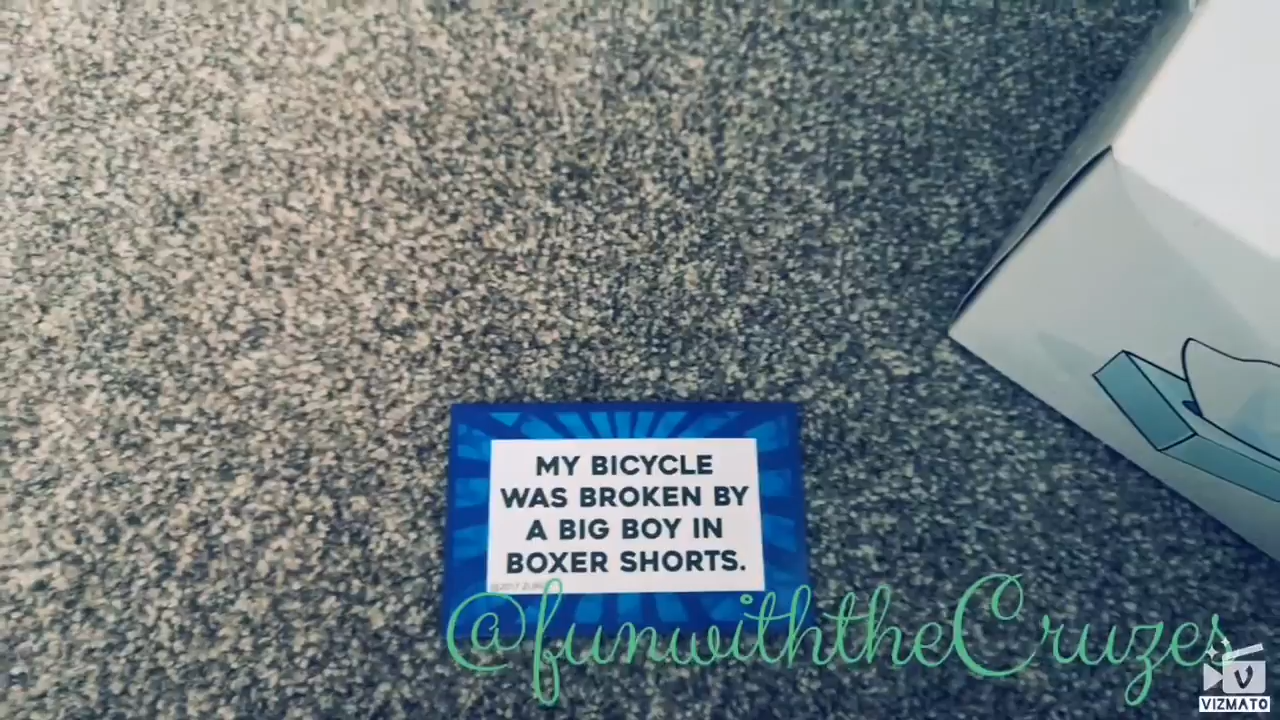 MY BICYCLE
WAS BROKEN BY
A BIG BOY IN
BOXER SHORTS.
@funwiththeCruzes
V
VIZMATO